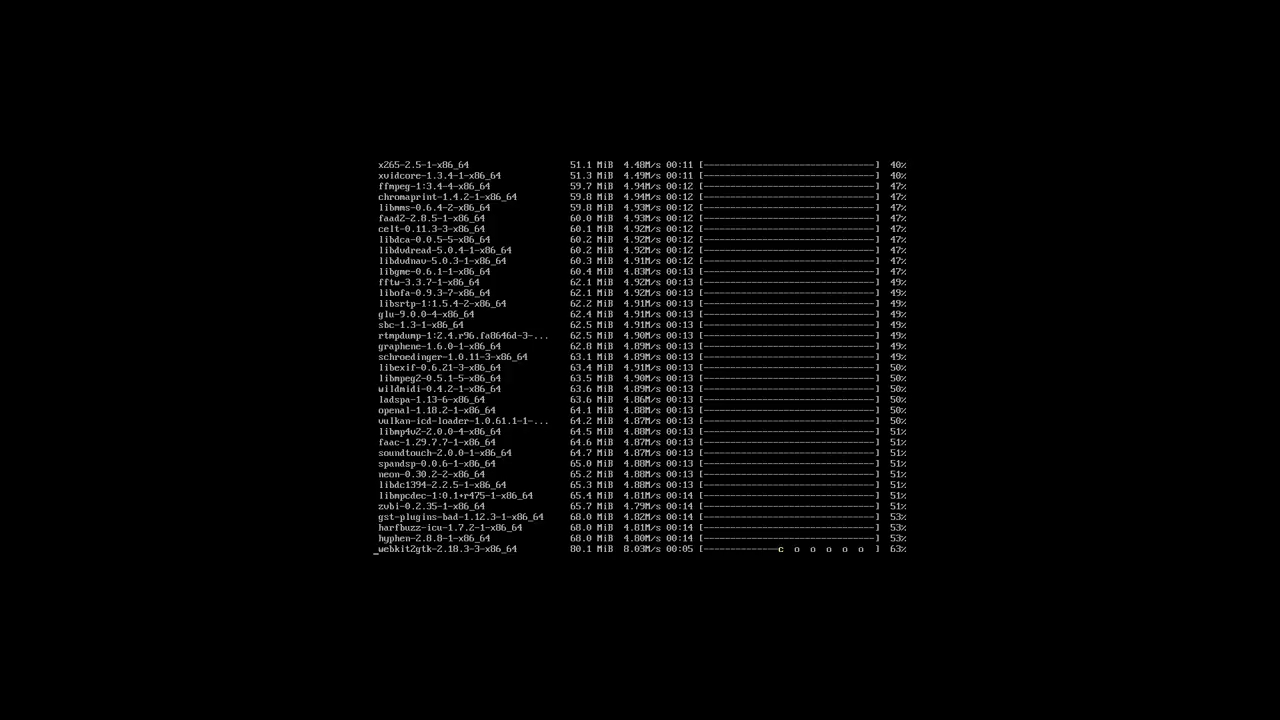 x265-2.5-1-x86_64 51.1 MiB 4.48M/s 00:11 [--------------------------------] 40%
xvidcore-1.3.4-1-x86_64 51.3 MiB 4.49M/s 00:11 [--------------------------------] 40%
ffmpeg-1:3.4-4-x86_64 59.7 MiB 4.94M/s 00:12 [--------------------------------] 47%
chromaprint-1.4.2-1-x86_64 59.8 MiB 4.94M/s 00:12 [--------------------------------] 47%
libmms-0.6.4-2-x86_64 59.8 MiB 4.93M/s 00:12 [--------------------------------] 47%
faad2-2.8.5-1-x86_64 60.0 MiB 4.93M/s 00:12 [--------------------------------] 47%
celt-0.11.3-3-x86_64 60.1 MiB 4.92M/s 00:12 [--------------------------------] 47%
libdca-0.0.5-5-x86_64 60.2 MiB 4.92M/s 00:12 [--------------------------------] 47%
libdvdread-5.0.4-1-x86_64 60.2 MiB 4.92M/s 00:12 [--------------------------------] 47%
libdvdnav-5.0.3-1-x86_64 60.3 MiB 4.91M/s 00:12 [--------------------------------] 47%
libgme-0.6.1-1-x86_64 60.4 MiB 4.83M/s 00:13 [--------------------------------] 47%
fftw-3.3.7-1-x86_64 62.1 MiB 4.92M/s 00:13 [--------------------------------] 49%
libofa-0.9.3-7-x86_64 62.1 MiB 4.92M/s 00:13 [--------------------------------] 49%
libsrtp-1:1.5.4-2-x86_64 62.2 MiB 4.91M/s 00:13 [--------------------------------] 49%
glu-9.0.0-4-x86_64 62.4 MiB 4.91M/s 00:13 [--------------------------------] 49%
sbc-1.3-1-x86_64 62.5 MiB 4.91M/s 00:13 [--------------------------------] 49%
rtmpdump-1:2.4.r96.fa8646d-3-... 62.5 MiB 4.90M/s 00:13 [--------------------------------] 49%
graphene-1.6.0-1-x86_64 62.8 MiB 4.89M/s 00:13 [--------------------------------] 49%
schroedinger-1.0.11-3-x86_64 63.1 MiB 4.89M/s 00:13 [--------------------------------] 49%
libexif-0.6.21-3-x86_64 63.4 MiB 4.91M/s 00:13 [--------------------------------] 50%
libmpeg2-0.5.1-5-x86_64 63.5 MiB 4.90M/s 00:13 [--------------------------------] 50%
wildmidi-0.4.2-1-x86_64 63.6 MiB 4.89M/s 00:13 [--------------------------------] 50%
ladspa-1.13-6-x86_64 63.6 MiB 4.86M/s 00:13 [--------------------------------] 50%
openal-1.18.2-1-x86_64 64.1 MiB 4.88M/s 00:13 [--------------------------------] 50%
vulkan-icd-loader-1.0.61.1-1-... 64.2 MiB 4.87M/s 00:13 [--------------------------------] 50%
libmp4v2-2.0.0-4-x86_64 64.5 MiB 4.88M/s 00:13 [--------------------------------] 51%
faac-1.29.7.7-1-x86_64 64.6 MiB 4.87M/s 00:13 [--------------------------------] 51%
soundtouch-2.0.0-1-x86_64 64.7 MiB 4.87M/s 00:13 [--------------------------------] 51%
spandsp-0.0.6-1-x86_64 65.0 MiB 4.88M/s 00:13 [--------------------------------] 51%
neon-0.30.2-2-x86_64 65.2 MiB 4.88M/s 00:13 [--------------------------------] 51%
libdc1394-2.2.5-1-x86_64 65.3 MiB 4.88M/s 00:13 [--------------------------------] 51%
libmpcdec-1:0.1+r475-1-x86_64 65.4 MiB 4.81M/s 00:14 [--------------------------------] 51%
zvbi-0.2.35-1-x86_64 65.7 MiB 4.79M/s 00:14 [--------------------------------] 51%
gst-plugins-bad-1.12.3-1-x86_64 68.0 MiB 4.82M/s 00:14 [--------------------------------] 53%
harfbuzz-icu-1.7.2-1-x86_64 68.0 MiB 4.81M/s 00:14 [--------------------------------] 53%
hyphen-2.8.8-1-x86_64 68.0 MiB 4.80M/s 00:14 [--------------------------------] 53%
webkit2gtk-2.18.3-3-x86_64 80.1 MiB 8.03M/s 00:05 [--------------c  o  o  o  o  o  ] 63%